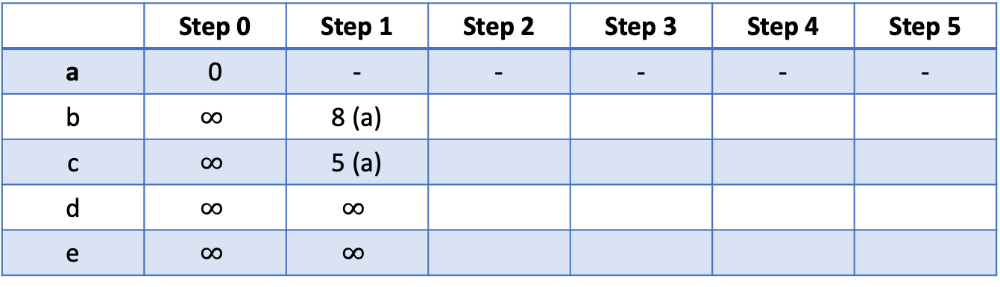 Step 0 Step 1 Step 2 Step 3 Step 4 Step 5
a 0 - - - - -
b ∞ 8 (a)
c ∞ 5 (a)
d ∞ ∞
e ∞ ∞